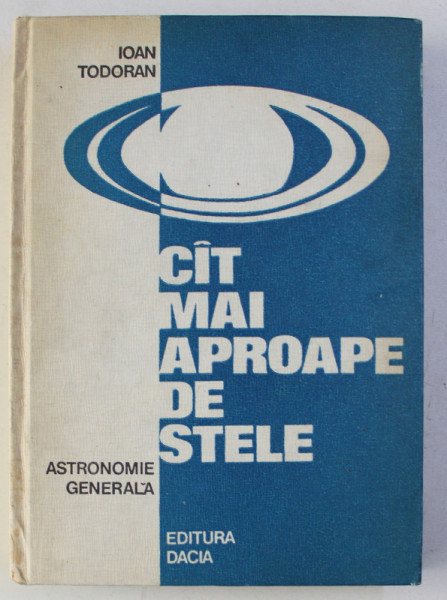 IOAN
TODORAN
CÎT
MAI
APROAPE
DE
STELE
ASTRONOMIE
GENERALĂ
EDITURA
DACIA